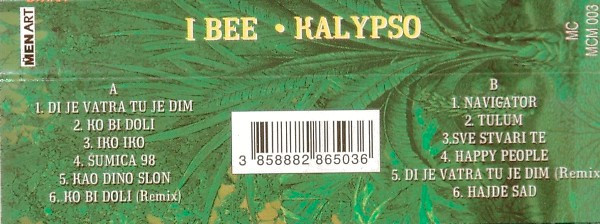 MENART
I BEE • KALYPSO
MC
MCM 003
A
1. DI JE VATRA TU JE DIM
2. KO BI DOLI
3. IKO IKO
4. ŠUMICA 98
5. KAO DINO SLON
6. KO BI DOLI (Remix)
3 858882 865036
B
1. NAVIGATOR
2. TULUM
3.SVE STVARI TE
4. HAPPY PEOPLE
5. DI JE VATRA TU JE DIM (Remix
6. HAJDE SAD